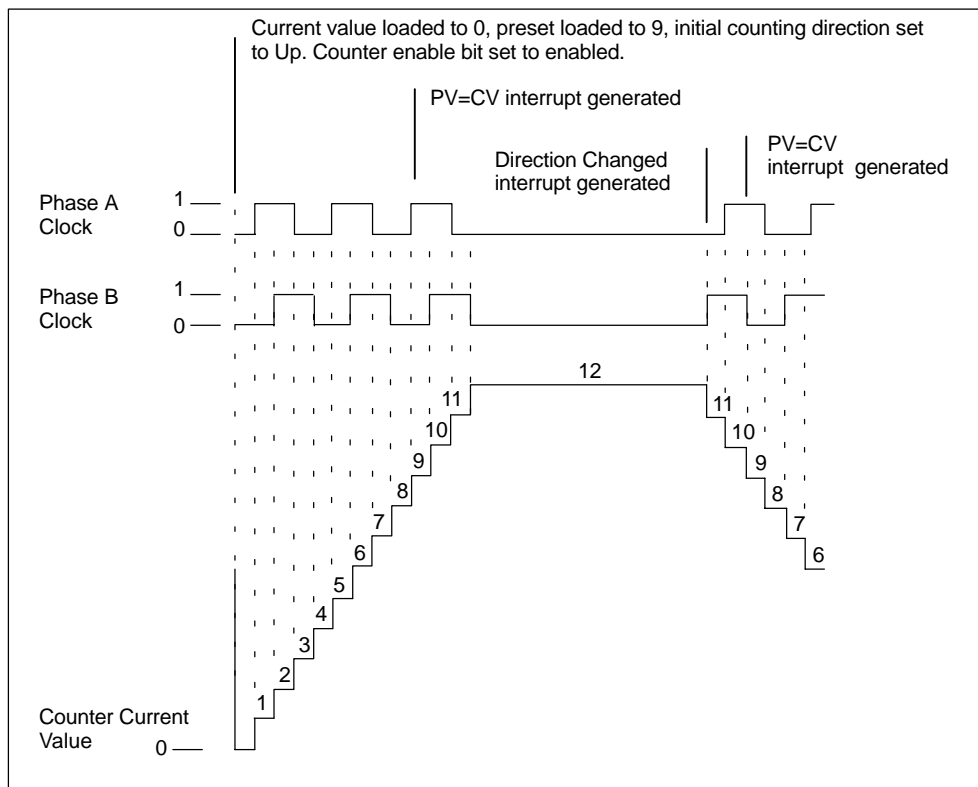 Current value loaded to 0, preset loaded to 9, initial counting direction set
to Up. Counter enable bit set to enabled.
PV=CV interrupt generated
Direction Changed
interrupt generated
PV=CV
interrupt generated
Phase A
Clock
1
0
Phase B
Clock
1
0
12
11
11
10
10
9
9
8
8
7
7
6
6
5
4
3
2
1
Counter Current
Value
0